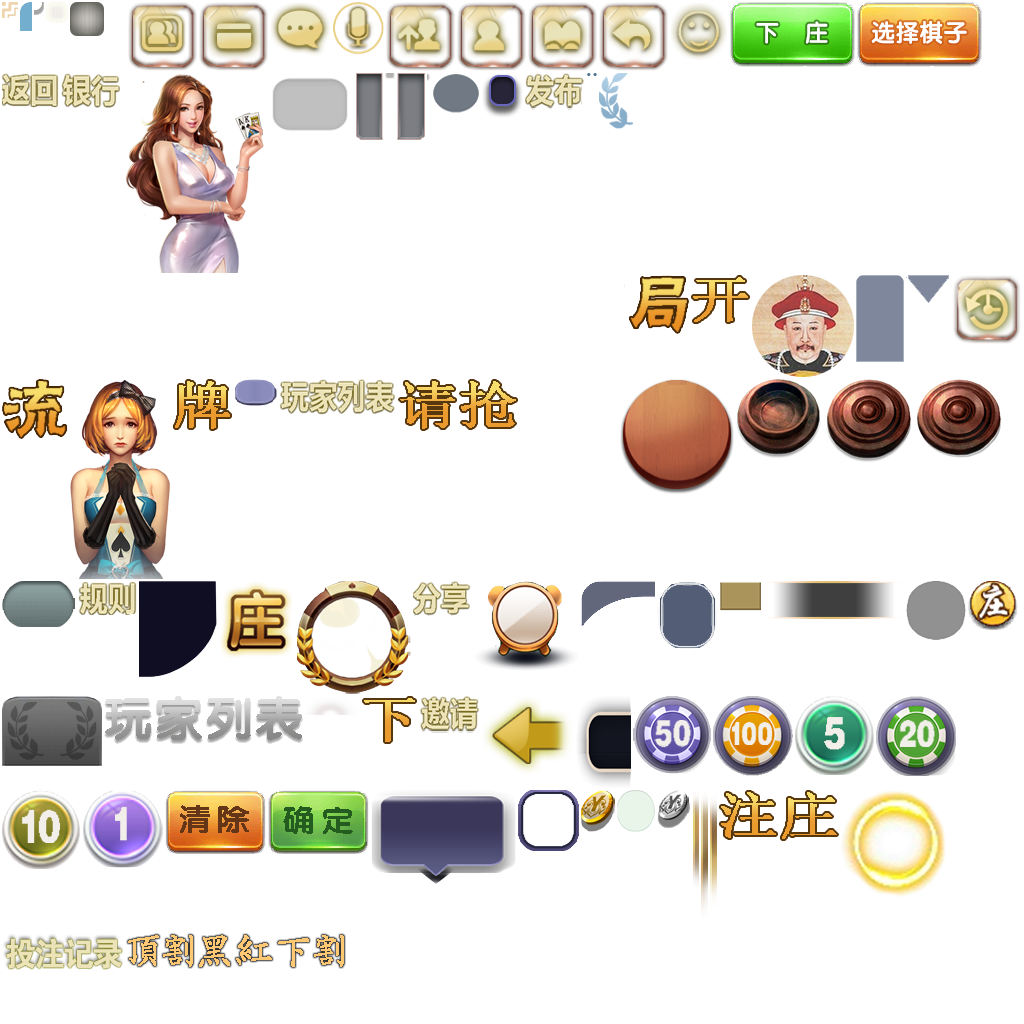 下 庄
选择棋子
返回
银行
A K
发布
局
开
流
牌
玩家列表
请
抢
规则
庄
分享
庄
玩家列表
下
邀请
50
100
5
20
10
1
清除
确定
注
庄
投注记录
頂割黑紅下割